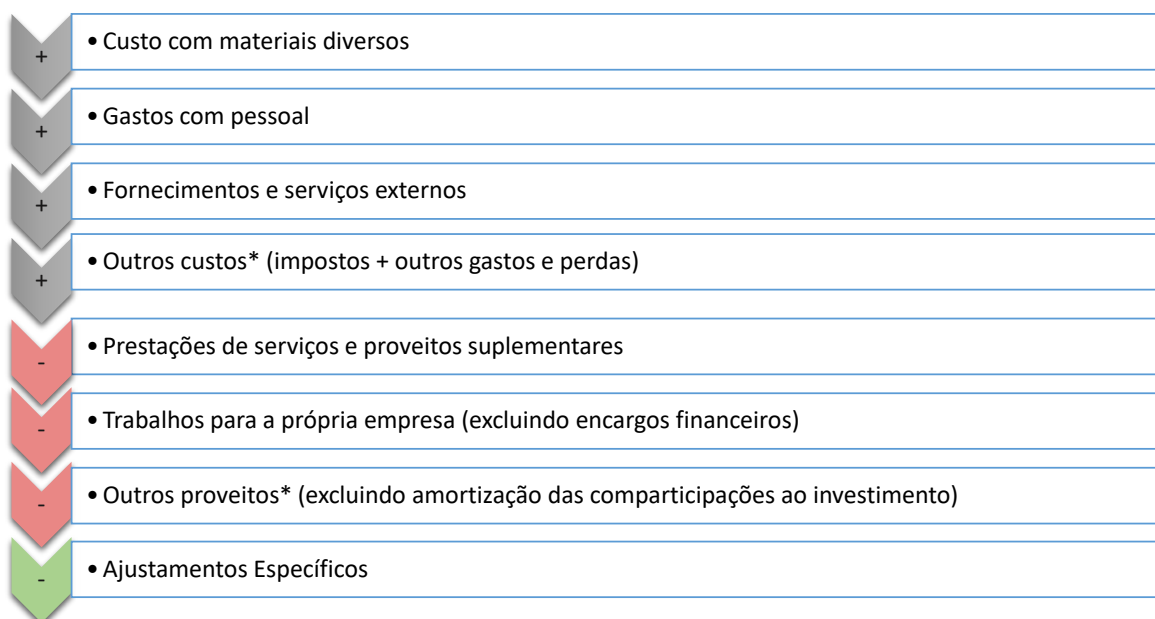 +
• Custo com materiais diversos
+
• Gastos com pessoal
+
• Fornecimentos e serviços externos
+
• Outros custos* (impostos + outros gastos e perdas)
-
• Prestações de serviços e proveitos suplementares
-
• Trabalhos para a própria empresa (excluindo encargos financeiros)
-
• Outros proveitos* (excluindo amortização das comparticipações ao investimento)
-
• Ajustamentos Específicos